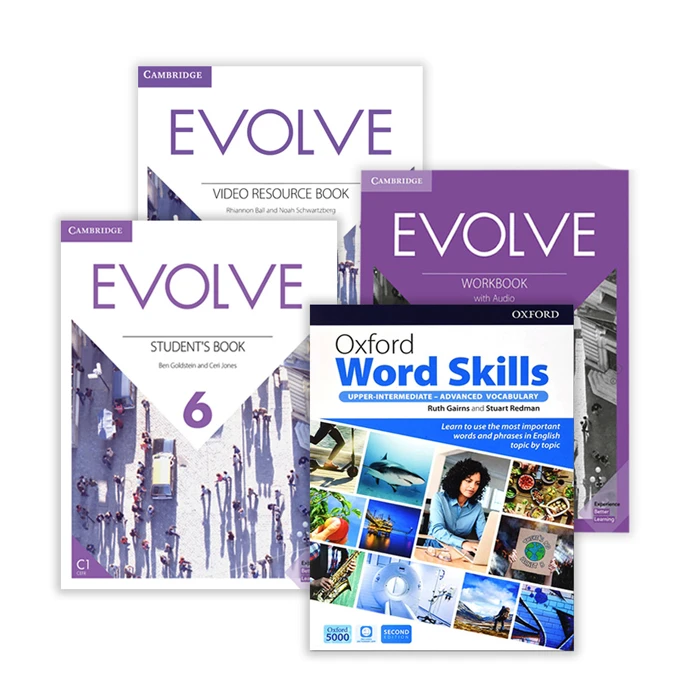 CAMBRIDGE
EVOLVE
VIDEO RESOURCE BOOK
Rhiannon Ball and Noah Schwartzberg
CAMBRIDGE
EVOLVE
WORKBOOK
with Audio
Experience
Better
Learning
CAMBRIDGE
EVOLVE
STUDENT'S BOOK
Ben Goldstein and Ceri Jones
6
C1
CEFR
Better
OXFORD
Oxford
Word Skills
UPPER-INTERMEDIATE – ADVANCED VOCABULARY
Ruth Gairns and Stuart Redman
Learn to use the most important
words and phrases in English
topic by topic
Oxford
5000
SECOND
EDITION